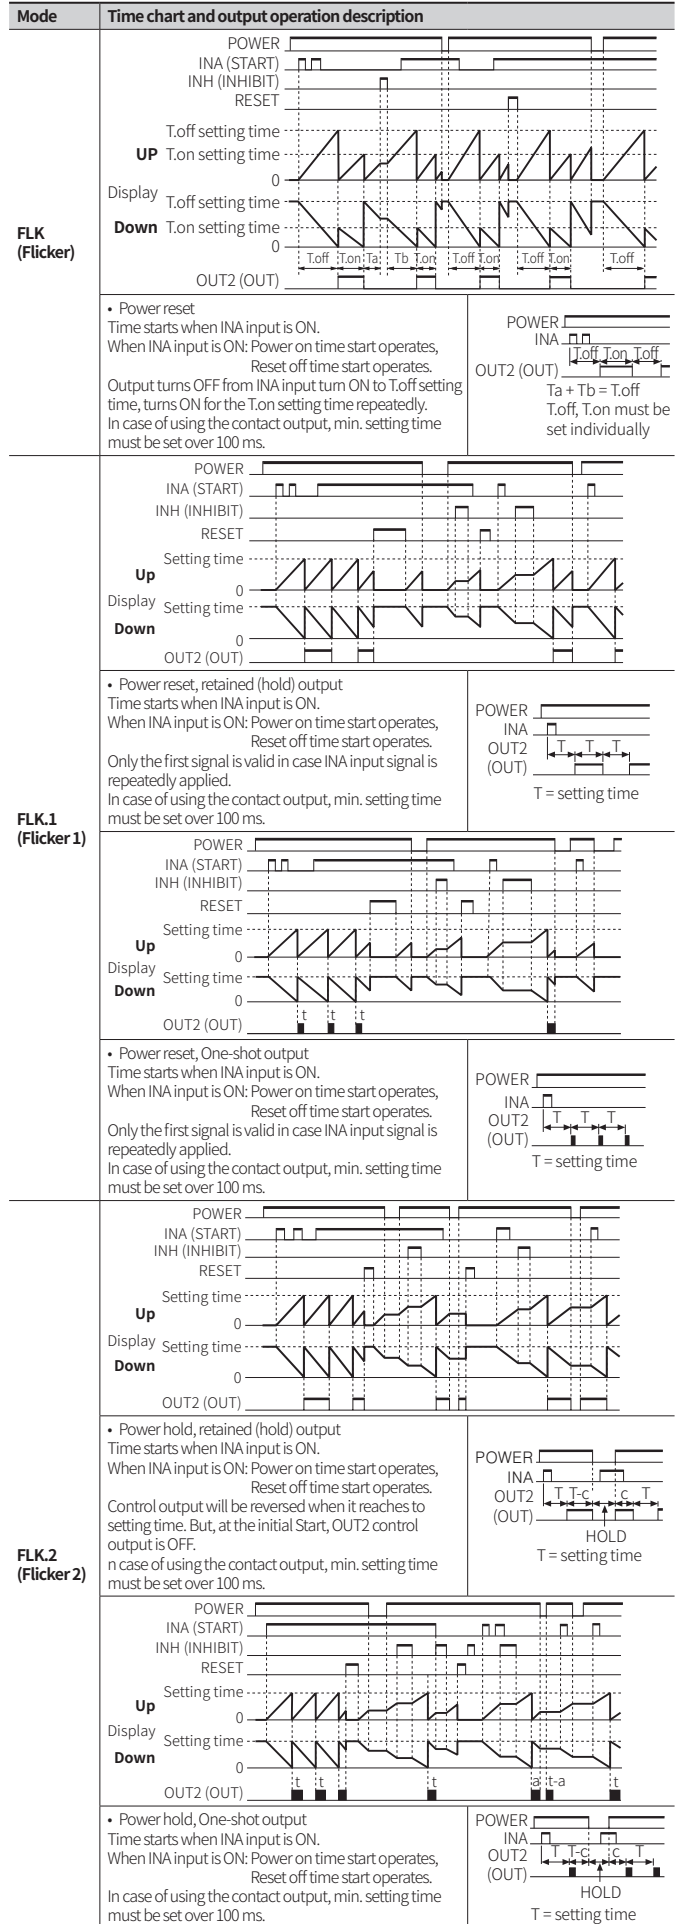 Mode Time chart and output operation description
FLK
(Flicker)
POWER
INA (START)
INH (INHIBIT)
RESET
T.off setting time
UP T.on setting time
0
Display
T.off setting time
Down T.on setting time
0
T.off T.on Ta Tb T.on T.off T.on T.off T.on T.off
OUT2 (OUT)
• Power reset
Time starts when INA input is ON.
When INA input is ON: Power on time start operates,
Reset off time start operates.
Output turns OFF from INA input turn ON to T.off setting
time, turns ON for the T.on setting time repeatedly.
In case of using the contact output, min. setting time
must be set over 100 ms.
POWER
INA
T.off T.on T.off
OUT2 (OUT)
Ta + Tb = T.off
T.off, T.on must be
set individually
FLK.1
(Flicker 1)
POWER
INA (START)
INH (INHIBIT)
RESET
Setting time
Up
0
Display
Setting time
Down
0
OUT2 (OUT)
• Power reset, retained (hold) output
Time starts when INA input is ON.
When INA input is ON: Power on time start operates,
Reset off time start operates.
Only the first signal is valid in case INA input signal is
repeatedly applied.
In case of using the contact output, min. setting time
must be set over 100 ms.
POWER
INA
OUT2
(OUT)
T T T
T = setting time
POWER
INA (START)
INH (INHIBIT)
RESET
Setting time
Up
0
Display
Setting time
Down
0
t t t
OUT2 (OUT)
• Power reset, One-shot output
Time starts when INA input is ON.
When INA input is ON: Power on time start operates,
Reset off time start operates.
Only the first signal is valid in case INA input signal is
repeatedly applied.
In case of using the contact output, min. setting time
must be set over 100 ms.
POWER
INA
OUT2
(OUT)
T T T
T = setting time
FLK.2
(Flicker 2)
POWER
INA (START)
INH (INHIBIT)
RESET
Setting time
Up
0
Display
Setting time
Down
0
OUT2 (OUT)
• Power hold, retained (hold) output
Time starts when INA input is ON.
When INA input is ON: Power on time start operates,
Reset off time start operates.
Control output will be reversed when it reaches to
setting time. But, at the initial Start, OUT2 control
output is OFF.
n case of using the contact output, min. setting time
must be set over 100 ms.
POWER
INA
OUT2
(OUT)
T T-c c T
HOLD
T = setting time
POWER
INA (START)
INH (INHIBIT)
RESET
Setting time
Up
0
Display
Setting time
Down
0
t t t a t-a t
OUT2 (OUT)
• Power hold, One-shot output
Time starts when INA input is ON.
When INA input is ON: Power on time start operates,
Reset off time start operates.
In case of using the contact output, min. setting time
must be set over 100 ms.
POWER
INA
OUT2
(OUT)
T T-c c T
HOLD
T = setting time